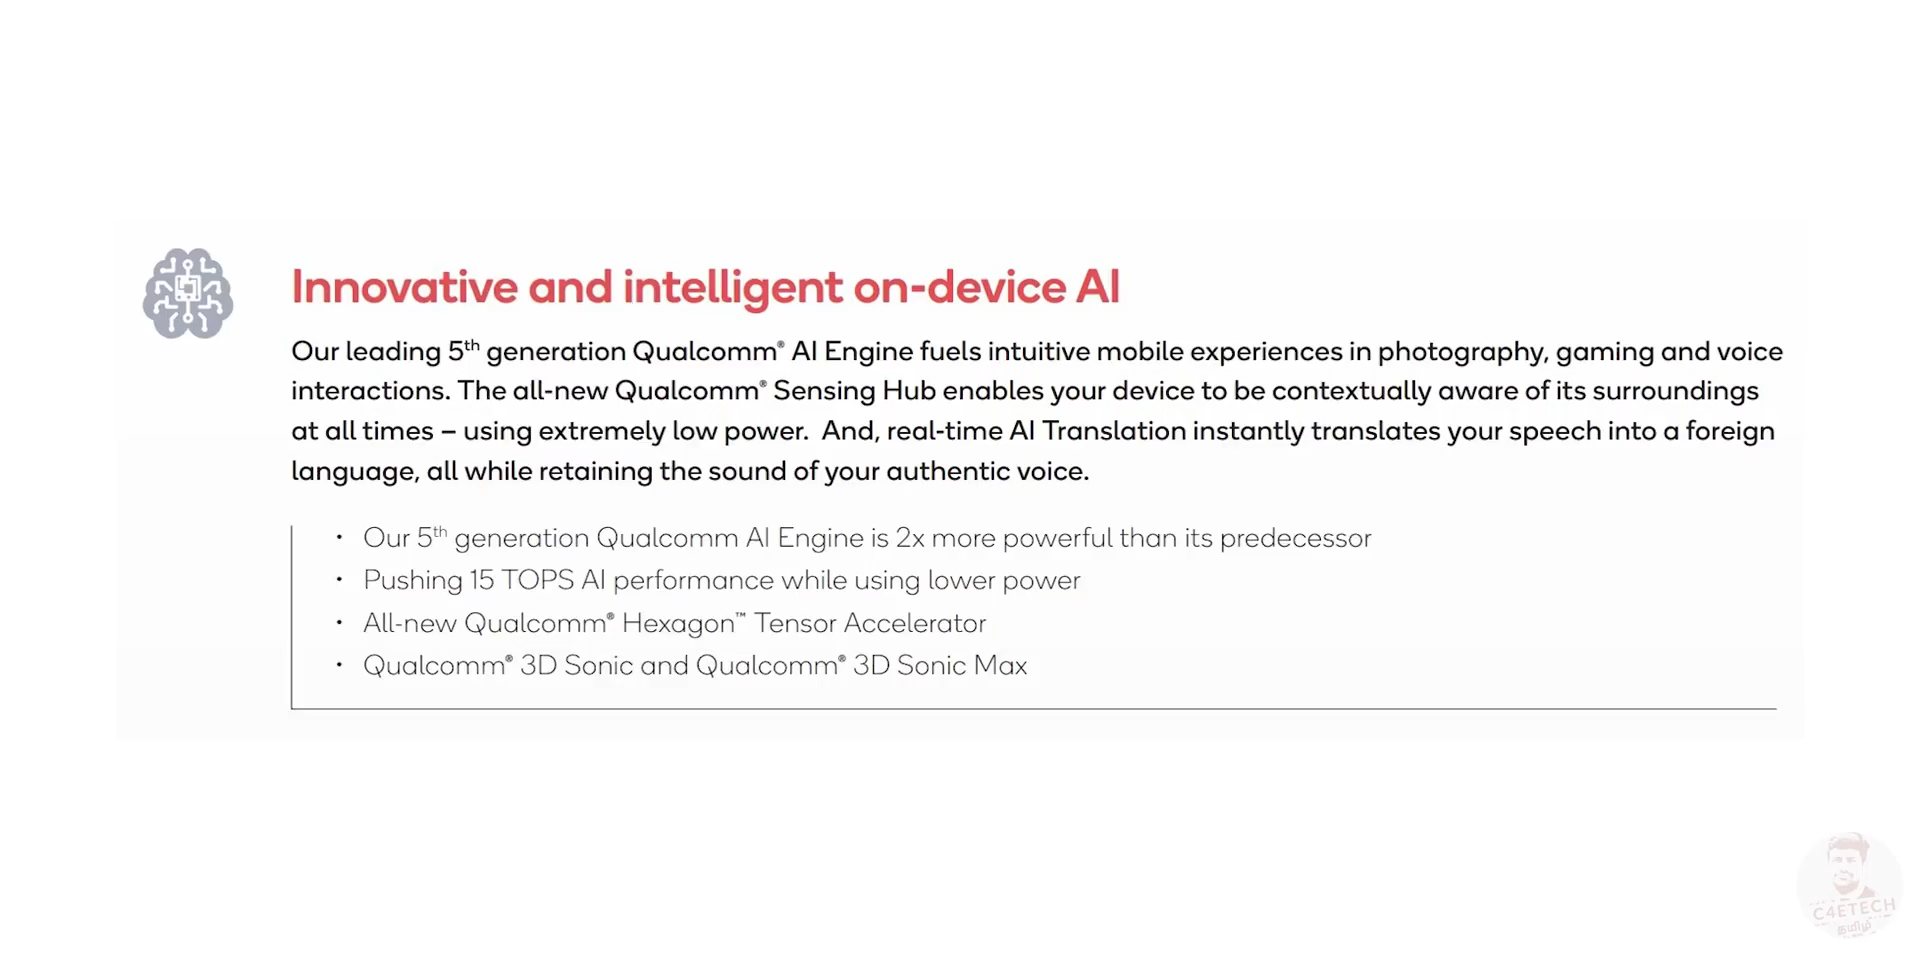 Innovative and intelligent on-device AI
Our leading 5th generation Qualcomm® AI Engine fuels intuitive mobile experiences in photography, gaming and voice
interactions. The all-new Qualcomm® Sensing Hub enables your device to be contextually aware of its surroundings
at all times – using extremely low power. And, real-time AI Translation instantly translates your speech into a foreign
language, all while retaining the sound of your authentic voice.
• Our 5th generation Qualcomm AI Engine is 2x more powerful than its predecessor
• Pushing 15 TOPS AI performance while using lower power
• All-new Qualcomm® Hexagon™ Tensor Accelerator
• Qualcomm® 3D Sonic and Qualcomm® 3D Sonic Max
C4ETECH
தமிழ்